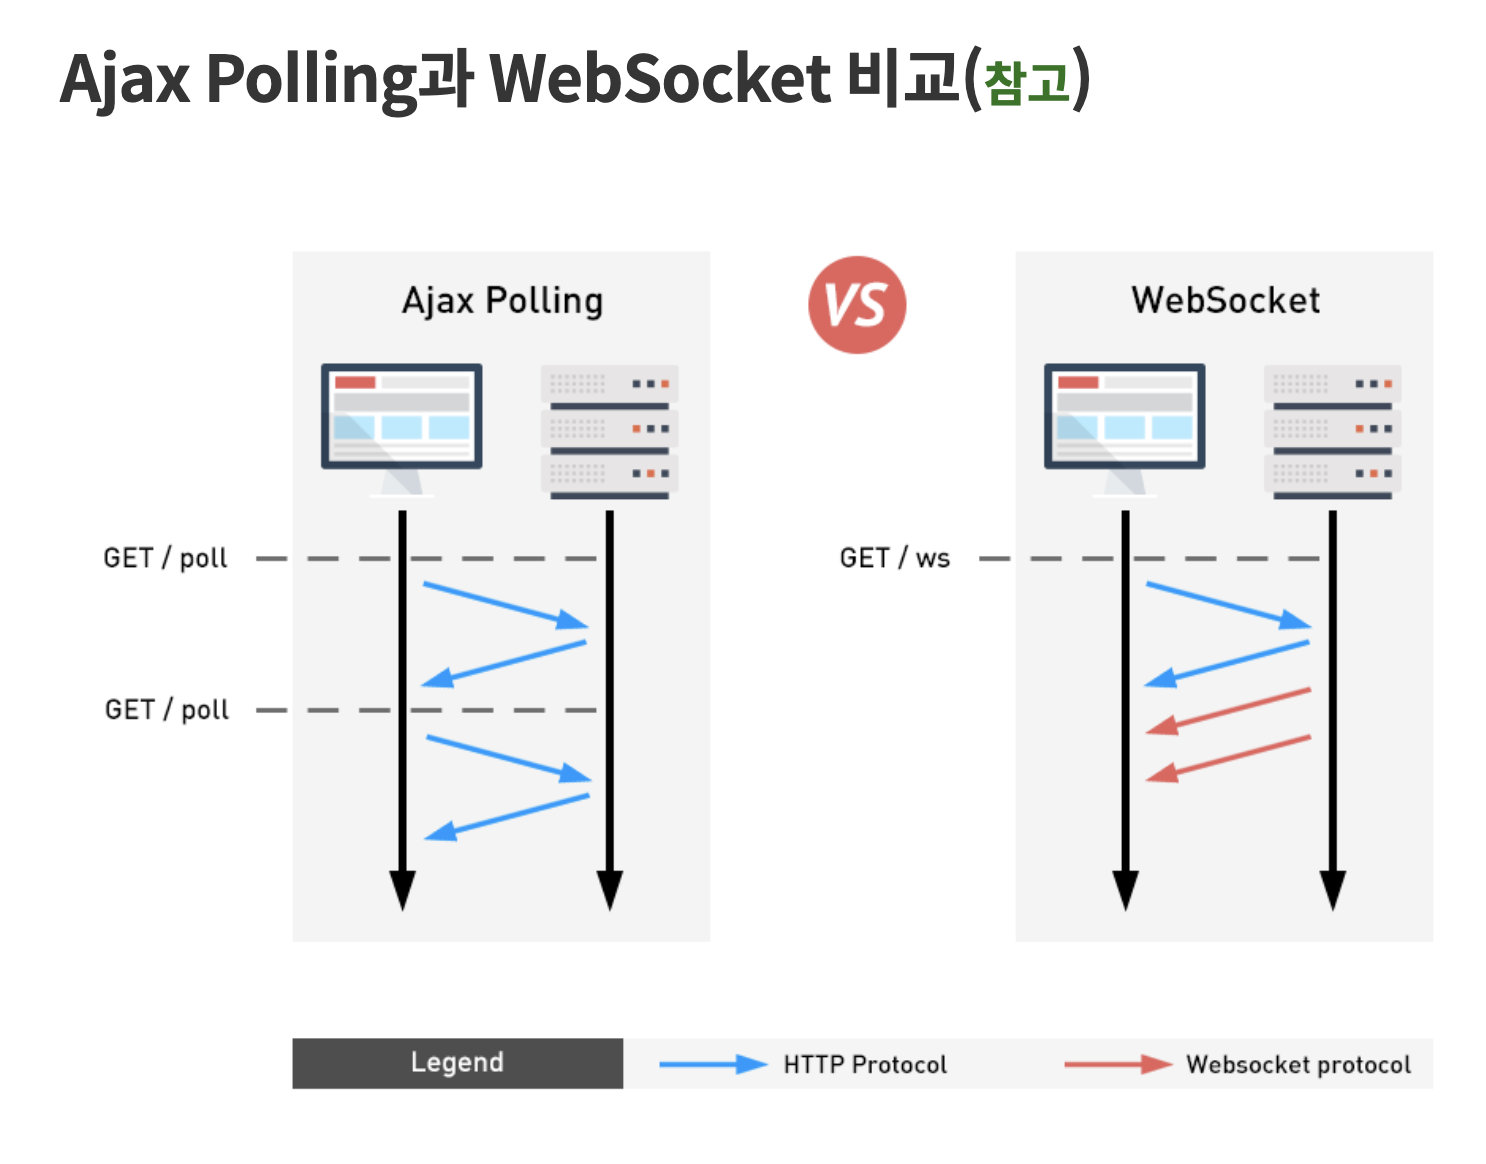 Ajax Polling과 WebSocket 비교(참고)
Ajax Polling
VS
WebSocket
GET / poll
GET / ws
GET / poll
Legend
HTTP Protocol
Websocket protocol